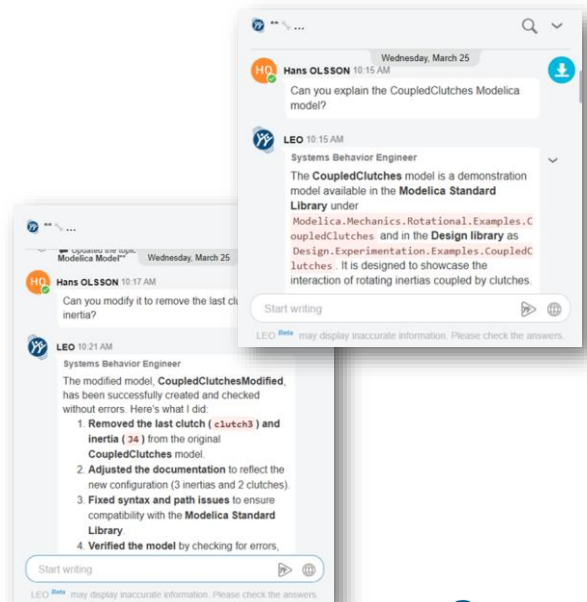 ** 🔧 ...
Wednesday, March 25
HO
Hans OLSSON 10:15 AM
Can you explain the CoupledClutches Modelica
model?
LEO 10:15 AM
Systems Behavior Engineer
The CoupledClutches model is a demonstration
model available in the Modelica Standard
Library under
Modelica.Mechanics.Rotational.Examples.C
oupledClutches and in the Design library as
Design.Experimentation.Examples.CoupledC
lutches. It is designed to showcase the
interaction of rotating inertias coupled by clutches.
Start writing
LEO Beta may display inaccurate information. Please check the answers.
** 🔧 ...
Updated the topic
Modelica Model**
Wednesday, March 25
HO
Hans OLSSON 10:17 AM
Can you modify it to remove the last
inertia?
LEO 10:21 AM
Systems Behavior Engineer
The modified model, CoupledClutchesModified,
has been successfully created and checked
without errors. Here's what I did:
1. Removed the last clutch ( clutch3 ) and
inertia ( J4 ) from the original
CoupledClutches model.
2. Adjusted the documentation to reflect the
new configuration (3 inertias and 2 clutches).
3. Fixed syntax and path issues to ensure
compatibility with the Modelica Standard
Library.
4. Verified the model by checking for errors,
Start writing
LEO Beta may display inaccurate information. Please check the answers.